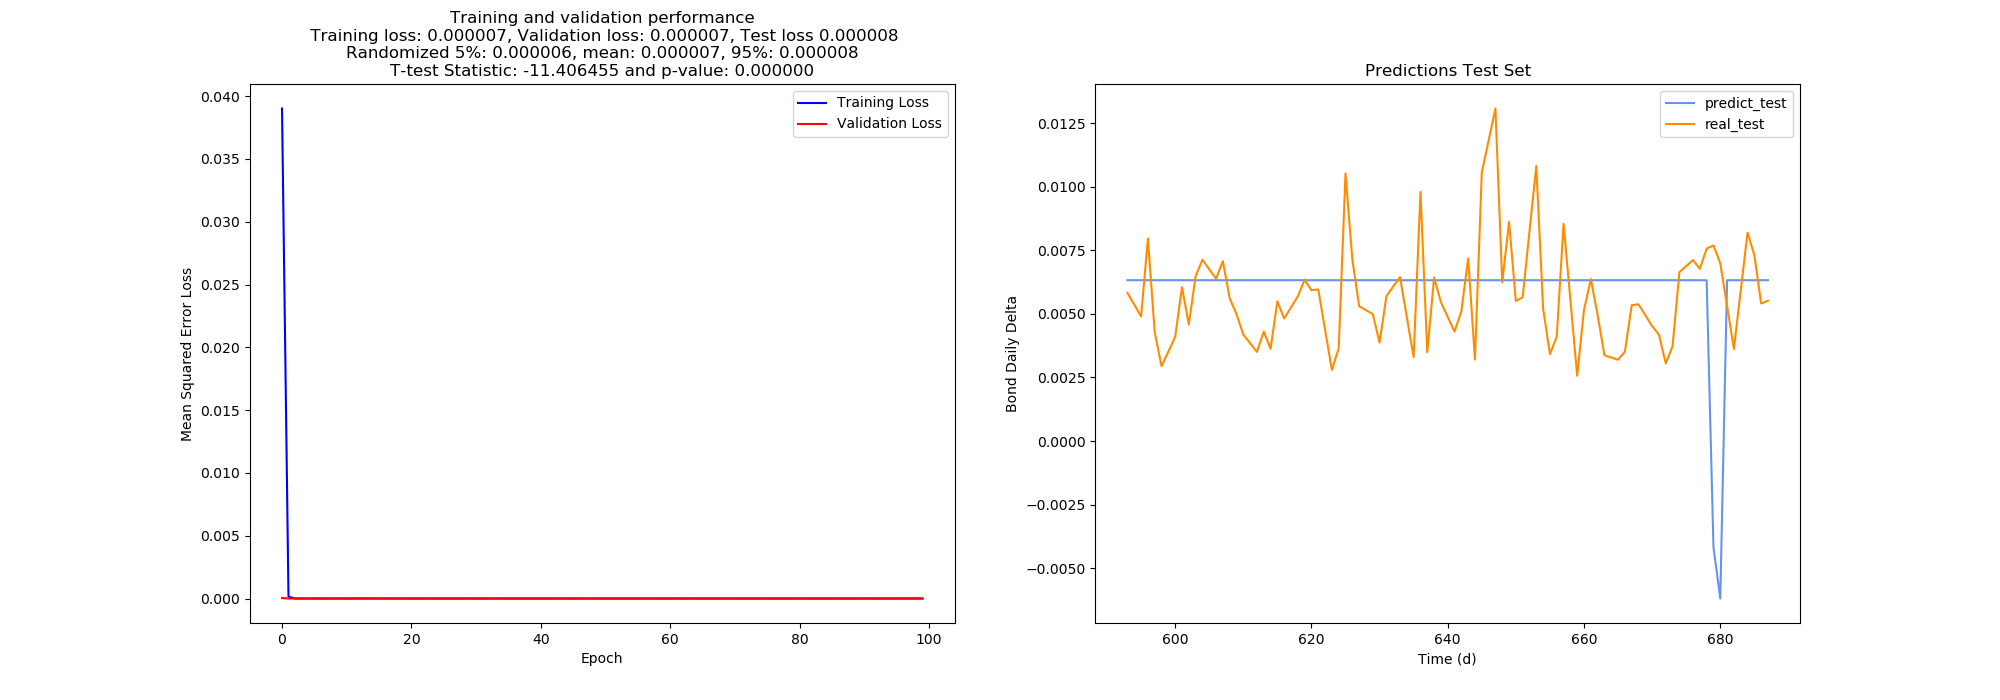 Training and validation performance
Training loss: 0.000007, Validation loss: 0.000007, Test loss 0.000008
Randomized 5%: 0.000006, mean: 0.000007, 95%: 0.000008
T-test Statistic: -11.406455 and p-value: 0.000000
0.040
0.035
0.030
0.025
0.020
0.015
0.010
0.005
0.000
Mean Squared Error Loss
Training Loss
Validation Loss
0
20
40
60
80
100
Epoch
Predictions Test Set
predict_test
real_test
0.0125
0.0100
0.0075
0.0050
0.0025
0.0000
−0.0025
−0.0050
Bond Daily Delta
600
620
640
660
680
Time (d)